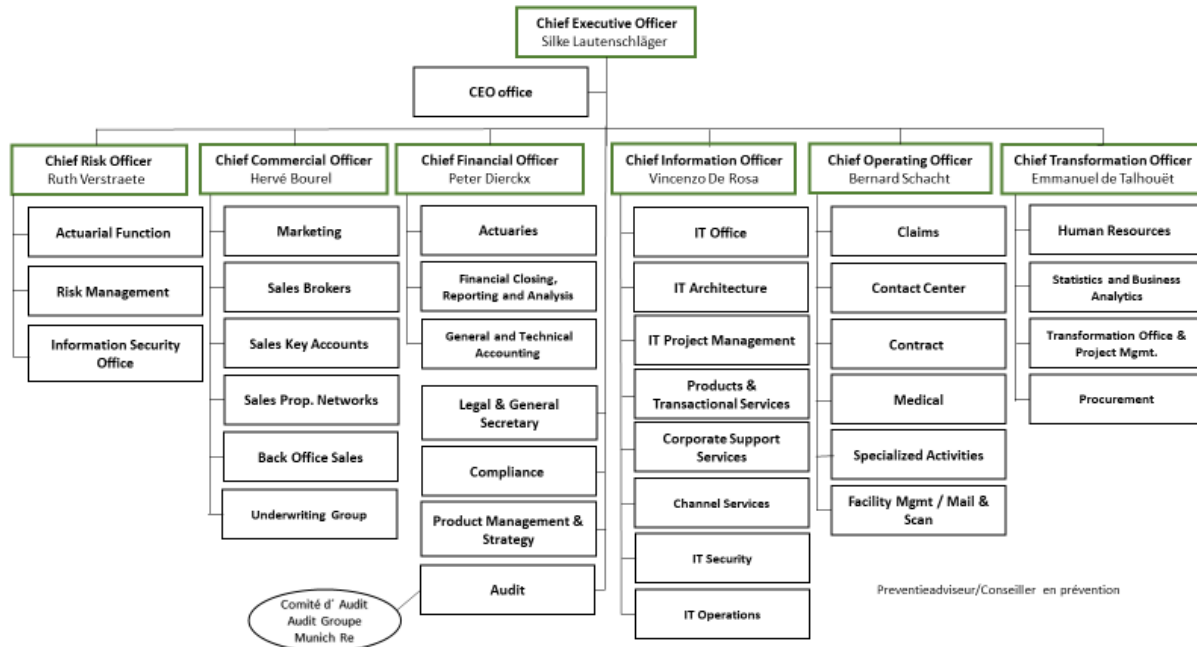 Chief Executive Officer
Silke Lautenschläger
CEO office
Chief Risk Officer
Ruth Verstraete
Actuarial Function
Risk Management
Information Security
Office
Chief Commercial Officer
Hervé Bourel
Marketing
Sales Brokers
Sales Key Accounts
Sales Prop. Networks
Back Office Sales
Underwriting Group
Chief Financial Officer
Peter Dierckx
Actuaries
Financial Closing,
Reporting and Analysis
General and Technical
Accounting
Legal & General
Secretary
Compliance
Product Management &
Strategy
Audit
Comité d' Audit
Audit Groupe
Munich Re
Chief Information Officer
Vincenzo De Rosa
IT Office
IT Architecture
IT Project Management
Products &
Transactional Services
Corporate Support
Services
Channel Services
IT Security
IT Operations
Chief Operating Officer
Bernard Schacht
Claims
Contact Center
Contract
Medical
Specialized Activities
Facility Mgmt / Mail &
Scan
Chief Transformation Officer
Emmanuel de Talhouët
Human Resources
Statistics and Business
Analytics
Transformation Office &
Project Mgmt.
Procurement
Preventieadviseur/Conseiller en prévention